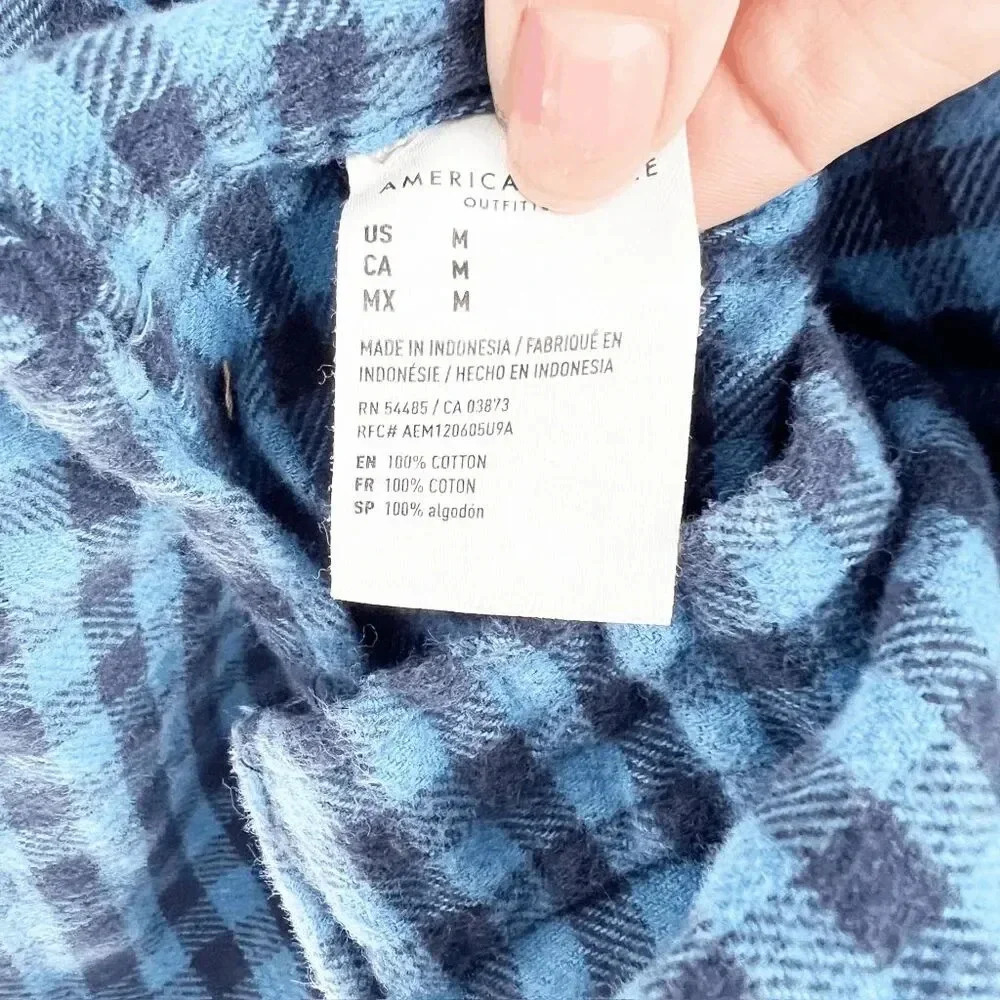 AMERICA E
OUTFITT
US M
CA M
MX M
MADE IN INDONESIA / FABRIQUÉ EN
INDONÉSIE / HECHO EN INDONESIA
RN 54485 / CA 03873
RFC# AEM120605U9A
EN 100% COTTON
FR 100% COTON
SP 100% algodón